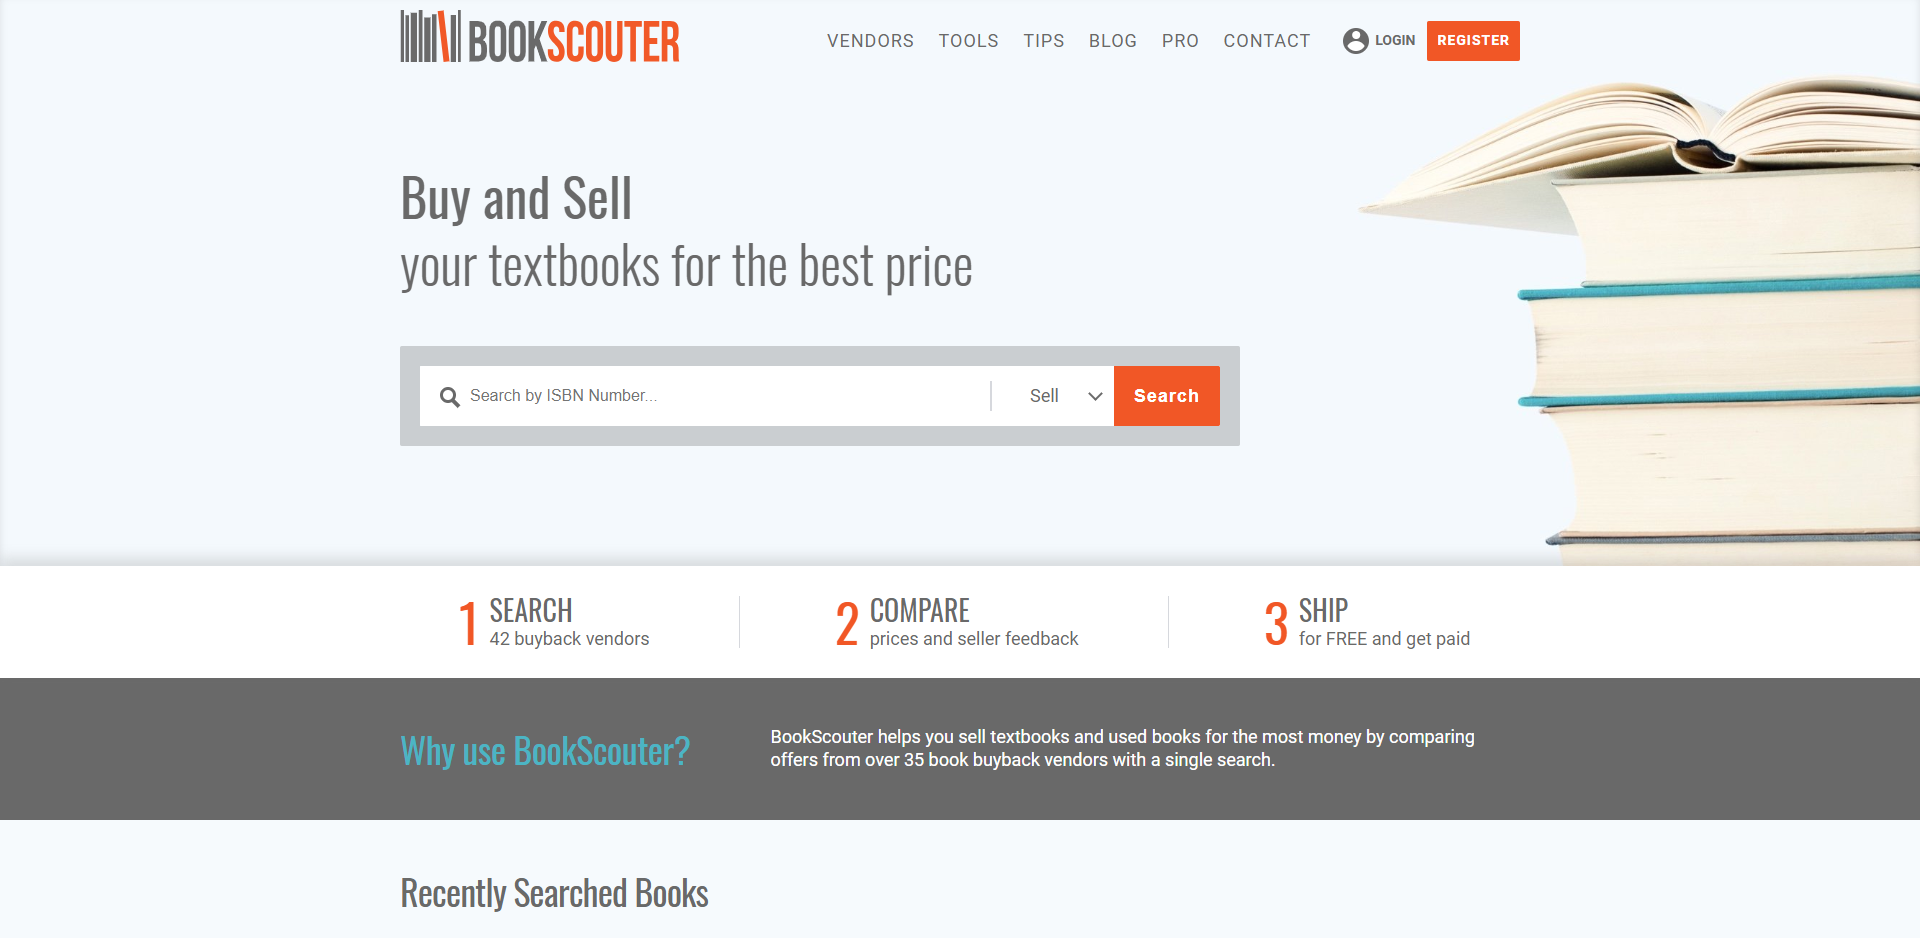 BOOKSCOUTER
VENDORS TOOLS TIPS BLOG PRO CONTACT LOGIN REGISTER
Buy and Sell
your textbooks for the best price
Search by ISBN Number... Sell Search
1 SEARCH
42 buyback vendors
2 COMPARE
prices and seller feedback
3 SHIP
for FREE and get paid
Why use BookScouter?
BookScouter helps you sell textbooks and used books for the most money by comparing
offers from over 35 book buyback vendors with a single search.
Recently Searched Books